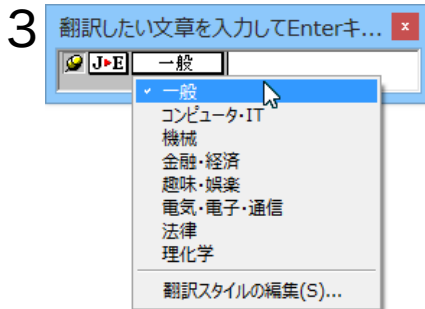 3
翻訳したい文章を入力してEnterキ...
J▶E 一般
一般
コンピュータ・IT
機械
金融・経済
趣味・娯楽
電気・電子・通信
法律
理化学
翻訳スタイルの編集(S)...